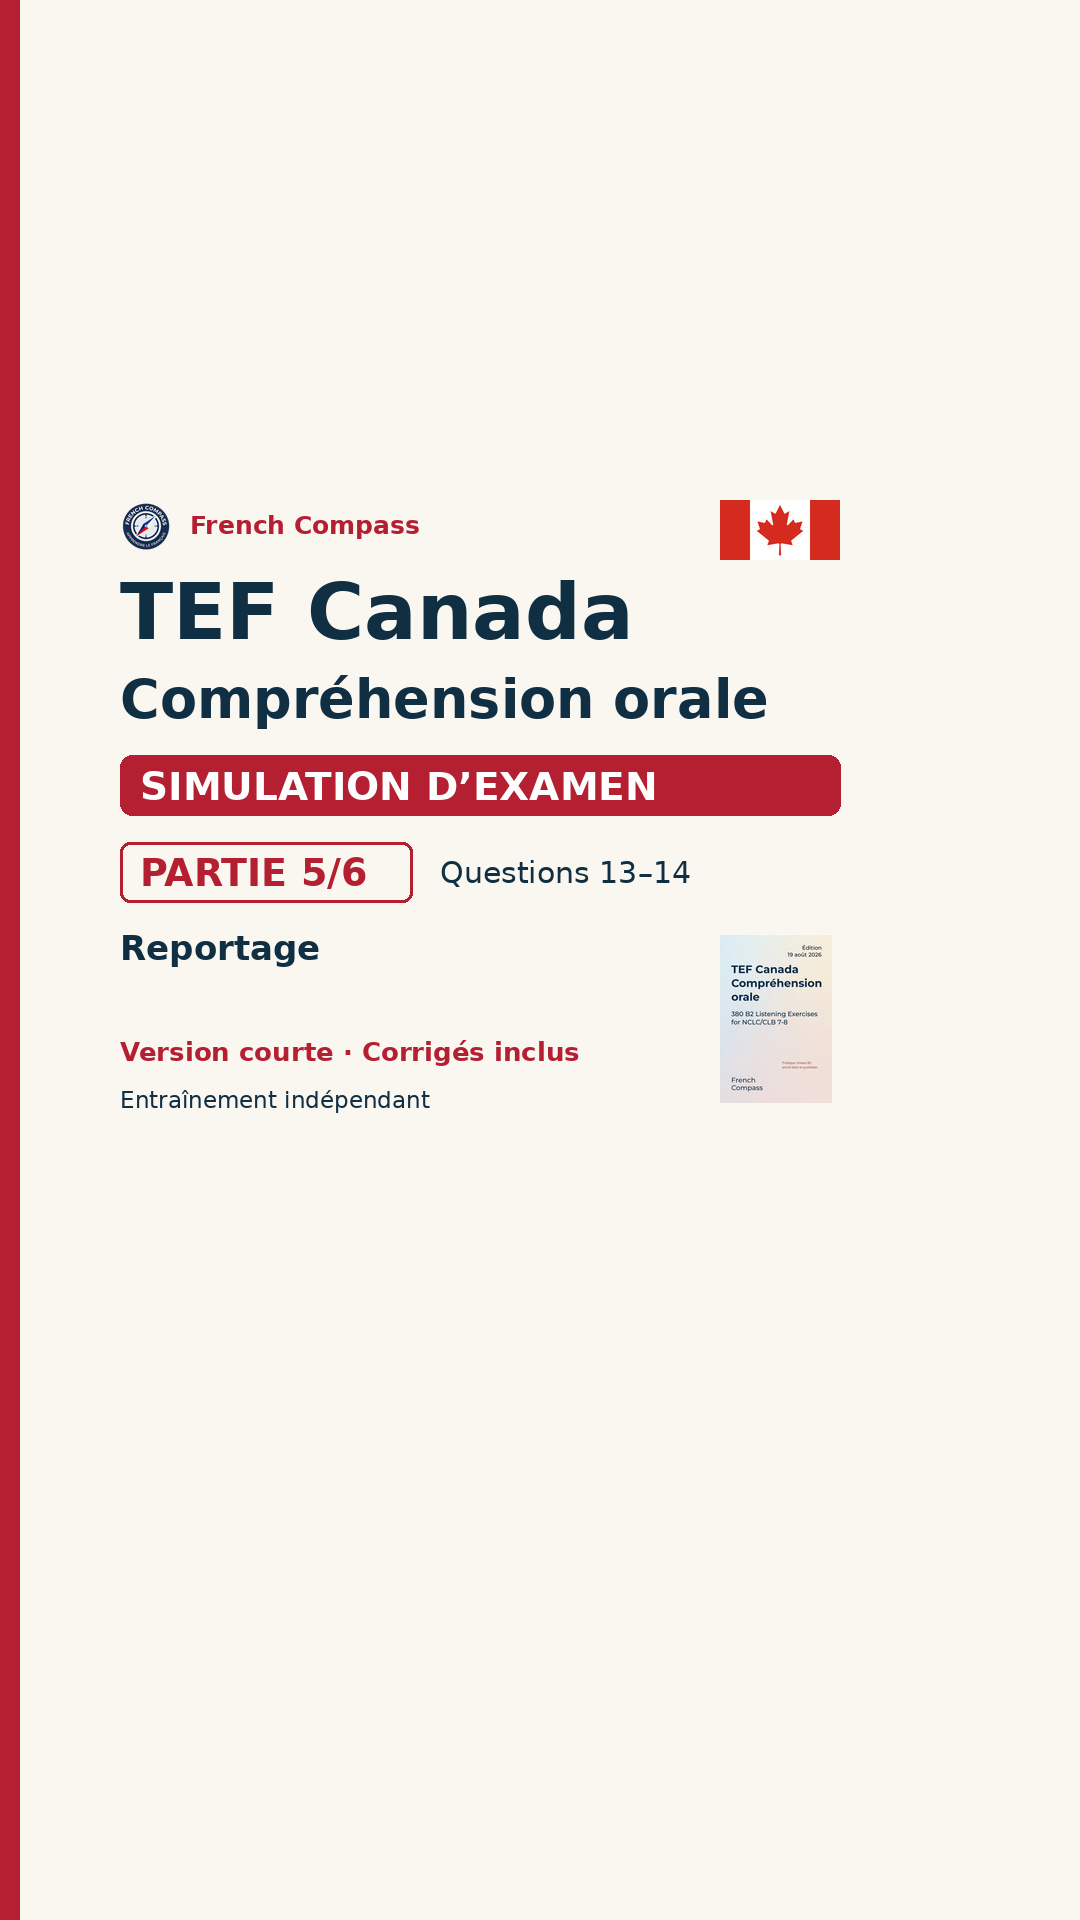 FRENCH COMPASS
French Compass
TEF Canada
Compréhension orale
SIMULATION D’EXAMEN
PARTIE 5/6
Questions 13–14
Reportage
Version courte · Corrigés inclus
Entraînement indépendant
Édition
19 août 2026
TEF Canada
Compréhension
orale
380 B2 Listening Exercises
for NCLC/CLB 7-8
French
Compass